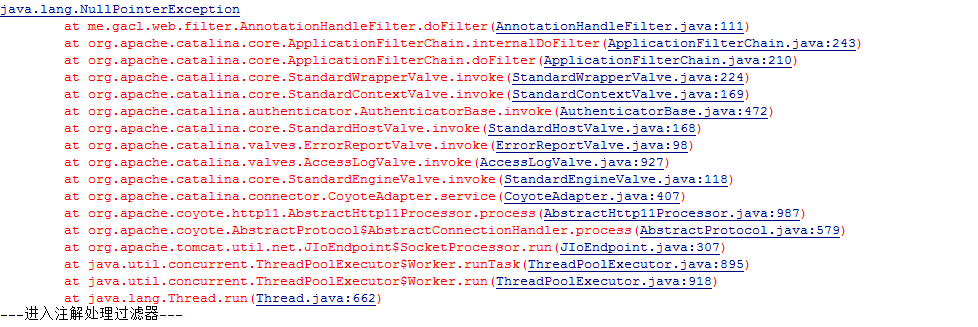 java.lang.NullPointerException
at me.gacl.web.filter.AnnotationHandleFilter.doFilter(AnnotationHandleFilter.java:111)
at org.apache.catalina.core.ApplicationFilterChain.internalDoFilter(ApplicationFilterChain.java:243)
at org.apache.catalina.core.ApplicationFilterChain.doFilter(ApplicationFilterChain.java:210)
at org.apache.catalina.core.StandardWrapperValve.invoke(StandardWrapperValve.java:224)
at org.apache.catalina.core.StandardContextValve.invoke(StandardContextValve.java:169)
at org.apache.catalina.authenticator.AuthenticatorBase.invoke(AuthenticatorBase.java:472)
at org.apache.catalina.core.StandardHostValve.invoke(StandardHostValve.java:168)
at org.apache.catalina.valves.ErrorReportValve.invoke(ErrorReportValve.java:98)
at org.apache.catalina.valves.AccessLogValve.invoke(AccessLogValve.java:927)
at org.apache.catalina.core.StandardEngineValve.invoke(StandardEngineValve.java:118)
at org.apache.catalina.connector.CoyoteAdapter.service(CoyoteAdapter.java:407)
at org.apache.coyote.http11.AbstractHttp11Processor.process(AbstractHttp11Processor.java:987)
at org.apache.coyote.AbstractProtocol$AbstractConnectionHandler.process(AbstractProtocol.java:579)
at org.apache.tomcat.util.net.JIoEndpoint$SocketProcessor.run(JIoEndpoint.java:307)
at java.util.concurrent.ThreadPoolExecutor$Worker.runTask(ThreadPoolExecutor.java:895)
at java.util.concurrent.ThreadPoolExecutor$Worker.run(ThreadPoolExecutor.java:918)
at java.lang.Thread.run(Thread.java:662)
---进入注解处理过滤器---